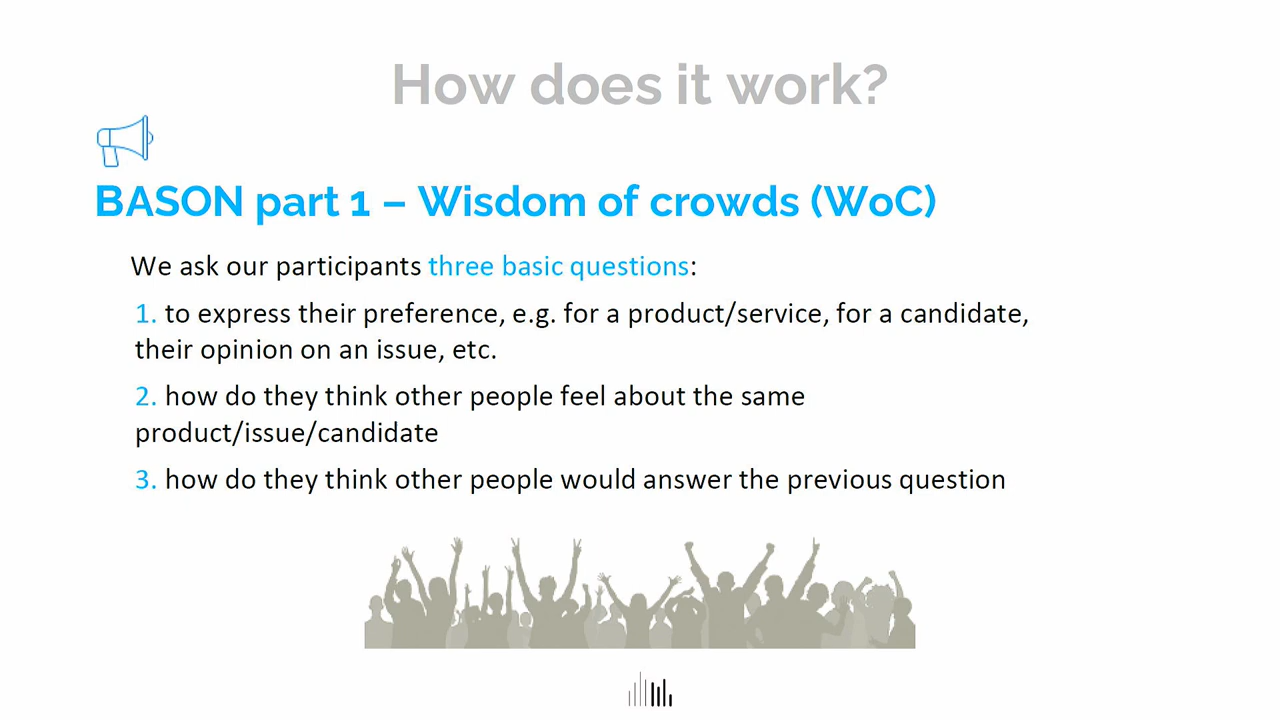 How does it work?
BASON part 1 – Wisdom of crowds (WoC)
We ask our participants three basic questions:
1. to express their preference, e.g. for a product/service, for a candidate,
their opinion on an issue, etc.
2. how do they think other people feel about the same
product/issue/candidate
3. how do they think other people would answer the previous question